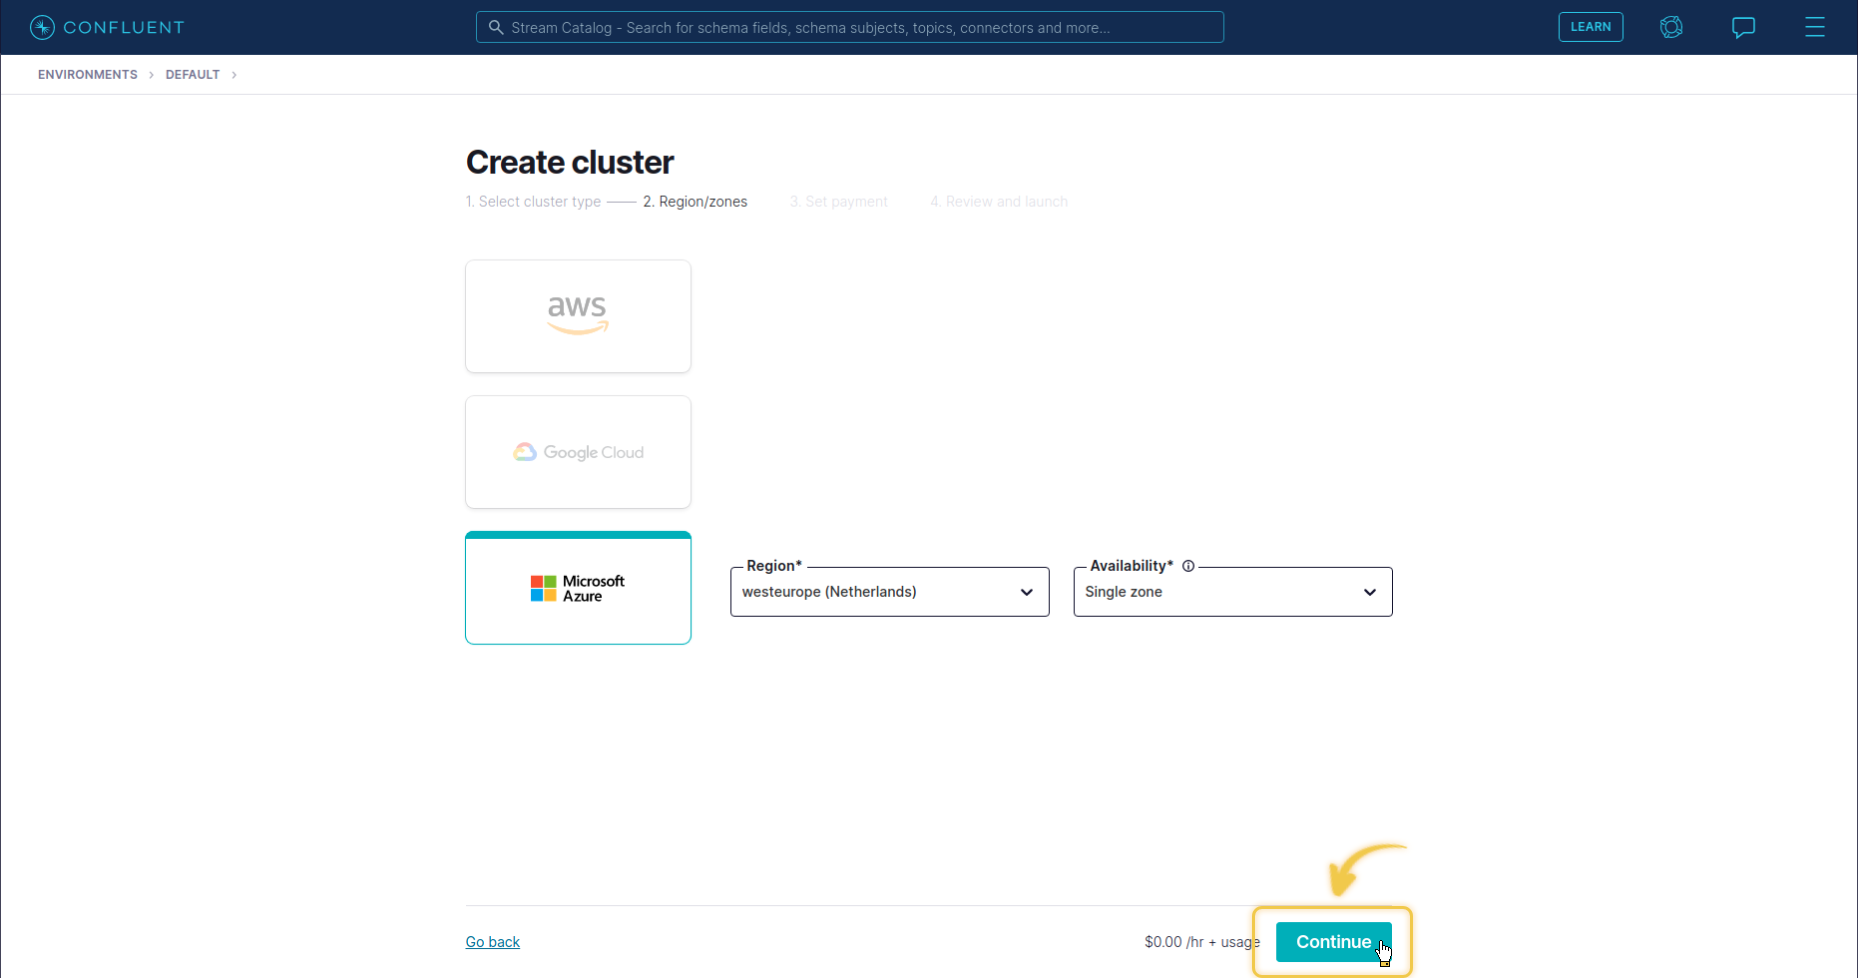 CONFLUENT
Stream Catalog - Search for schema fields, schema subjects, topics, connectors and more...
LEARN
ENVIRONMENTS > DEFAULT >
Create cluster
1. Select cluster type 2. Region/zones 3. Set payment 4. Review and launch
aws
Google Cloud
Microsoft
Azure
Region*
westeurope (Netherlands)
Availability*
Single zone
Go back
$0.00 /hr + usage
Continue